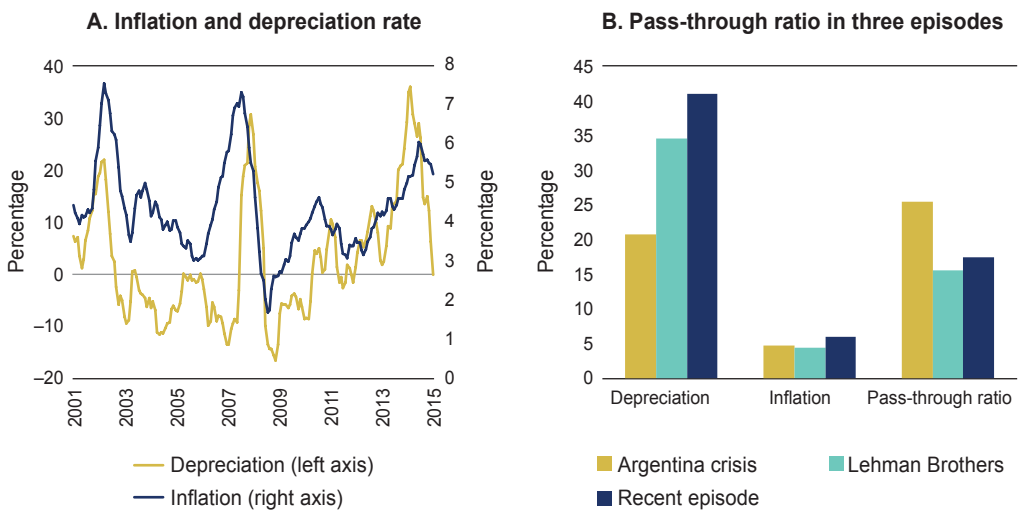 A. Inflation and depreciation rate
Percentage
40
30
20
10
0
–10
–20
8
7
6
5
4
3
2
1
0
Percentage
2001
2003
2005
2007
2009
2011
2013
2015
Depreciation (left axis)
Inflation (right axis)
B. Pass-through ratio in three episodes
Percentage
45
40
35
30
25
20
15
10
5
0
Depreciation
Inflation
Pass-through ratio
Argentina crisis
Lehman Brothers
Recent episode